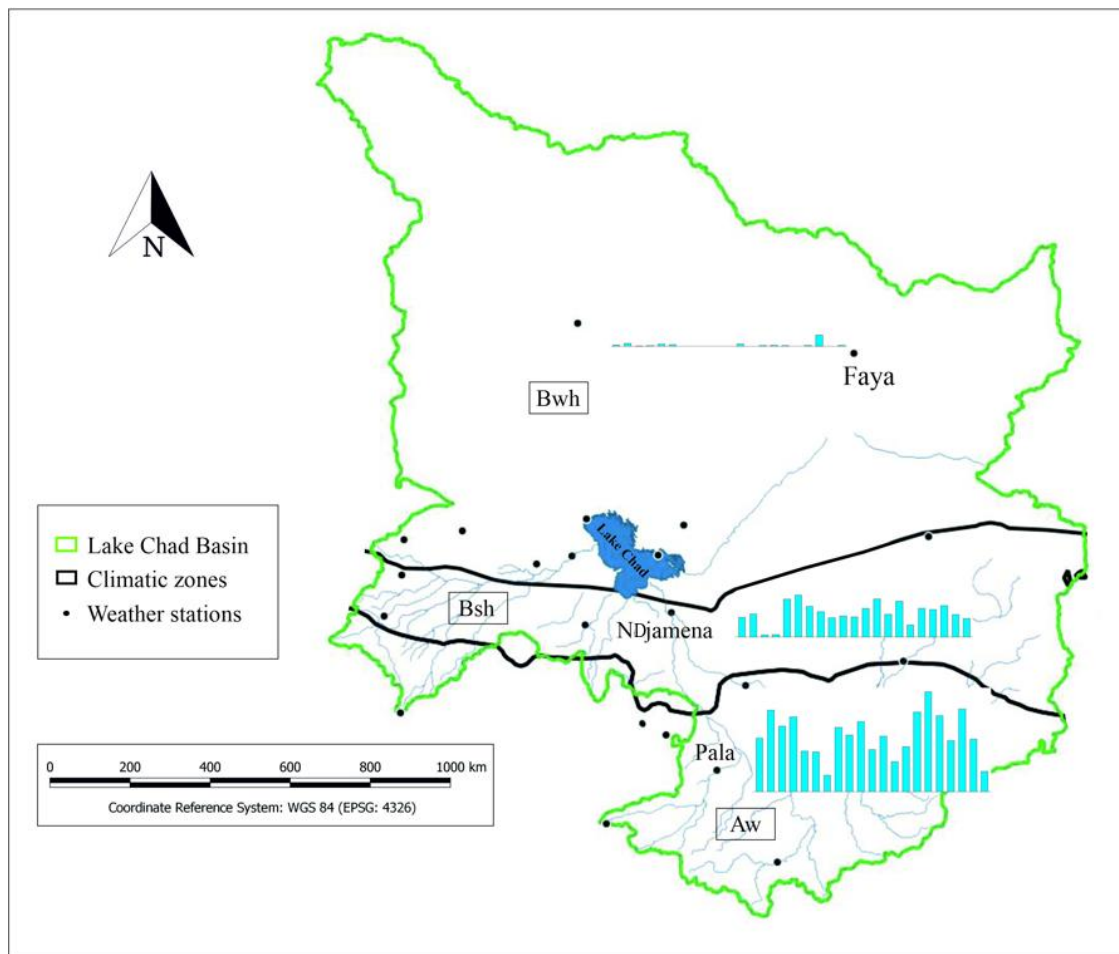 N
Faya
Bwh
Lake Chad
Lake Chad Basin
Climatic zones
Weather stations
Bsh
NDjamena
Pala
0 200 400 600 800 1000 km
Coordinate Reference System: WGS 84 (EPSG: 4326)
Aw